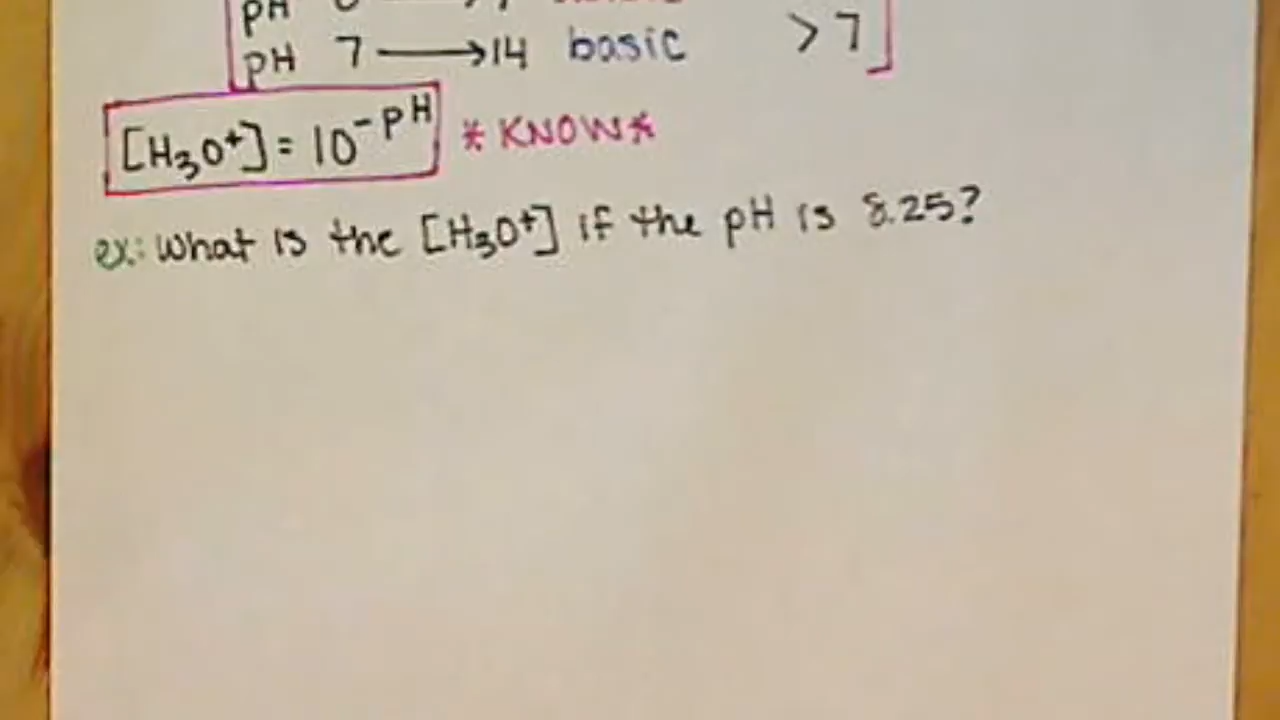 pH
pH 7 → 14 basic > 7
[H₃O⁺] = 10⁻ᵖᴴ *KNOW*
ex: What is the [H₃O⁺] if the pH is 8.25?